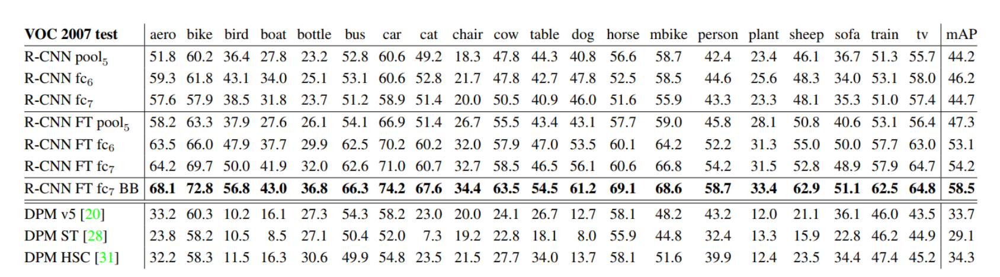 VOC 2007 test aero bike bird boat bottle bus car cat chair cow table dog horse mbike person plant sheep sofa train tv mAP
R-CNN pool₅ 51.8 60.2 36.4 27.8 23.2 52.8 60.6 49.2 18.3 47.8 44.3 40.8 56.6 58.7 42.4 23.4 46.1 36.7 51.3 55.7 44.2
R-CNN fc₆ 59.3 61.8 43.1 34.0 25.1 53.1 60.6 52.8 21.7 47.8 42.7 47.8 52.5 58.5 44.6 25.6 48.3 34.0 53.1 58.0 46.2
R-CNN fc₇ 57.6 57.9 38.5 31.8 23.7 51.2 58.9 51.4 20.0 50.5 40.9 46.0 51.6 55.9 43.3 23.3 48.1 35.3 51.0 57.4 44.7
R-CNN FT pool₅ 58.2 63.3 37.9 27.6 26.1 54.1 66.9 51.4 26.7 55.5 43.4 43.1 57.7 59.0 45.8 28.1 50.8 40.6 53.1 56.4 47.3
R-CNN FT fc₆ 63.5 66.0 47.9 37.7 29.9 62.5 70.2 60.2 32.0 57.9 47.0 53.5 60.1 64.2 52.2 31.3 55.0 50.0 57.7 63.0 53.1
R-CNN FT fc₇ 64.2 69.7 50.0 41.9 32.0 62.6 71.0 60.7 32.7 58.5 46.5 56.1 60.6 66.8 54.2 31.5 52.8 48.9 57.9 64.7 54.2
R-CNN FT fc₇ BB 68.1 72.8 56.8 43.0 36.8 66.3 74.2 67.6 34.4 63.5 54.5 61.2 69.1 68.6 58.7 33.4 62.9 51.1 62.5 64.8 58.5
DPM v5 [20] 33.2 60.3 10.2 16.1 27.3 54.3 58.2 23.0 20.0 24.1 26.7 12.7 58.1 48.2 43.2 12.0 21.1 36.1 46.0 43.5 33.7
DPM ST [28] 23.8 58.2 10.5 8.5 27.1 50.4 52.0 7.3 19.2 22.8 18.1 8.0 55.9 44.8 32.4 13.3 15.9 22.8 46.2 44.9 29.1
DPM HSC [31] 32.2 58.3 11.5 16.3 30.6 49.9 54.8 23.5 21.5 27.7 34.0 13.7 58.1 51.6 39.9 12.4 23.5 34.4 47.4 45.2 34.3